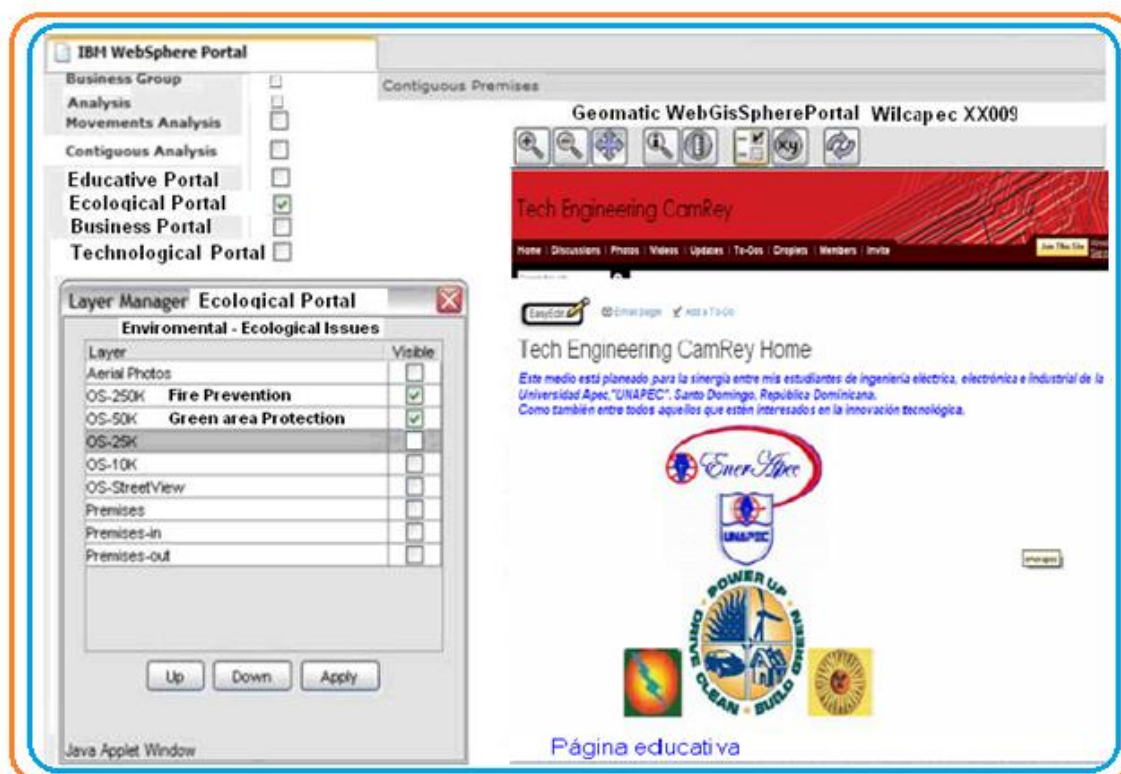 IBM WebSphere Portal
Business Group
Analysis
Movements Analysis
Contiguous Analysis
Educative Portal
Ecological Portal
Business Portal
Technological Portal
Contiguous Premises
Geomatic WebGisSpherePortal Wilcapec XX009
xy
Tech Engineering CamRey
Home | Discussions | Photos | Videos | Updates | To-Dos | Droplets | Members | Invite
Join This Site
EasyEdit
Email page
Add a To-Do
Tech Engineering CamRey Home
Este medio está planeado para la sinergía entre mis estudiantes de ingeniería eléctrica, electrónica e industrial de la
Universidad Apec,"UNAPEC". Santo Domingo, República Dominicana.
Como también entre todos aquellos que estén interesados en la innovación tecnológica.
EnerApec
UNAPEC
POWER UP · BUILD GREEN · DRIVE CLEAN
enerapec
Página educativa
Layer Manager Ecological Portal
Enviromental - Ecological Issues
Layer Visible
Aerial Photos
OS-250K Fire Prevention
OS-50K Green area Protection
OS-25K
OS-10K
OS-StreetView
Premises
Premises-in
Premises-out
Up Down Apply
Java Applet Window